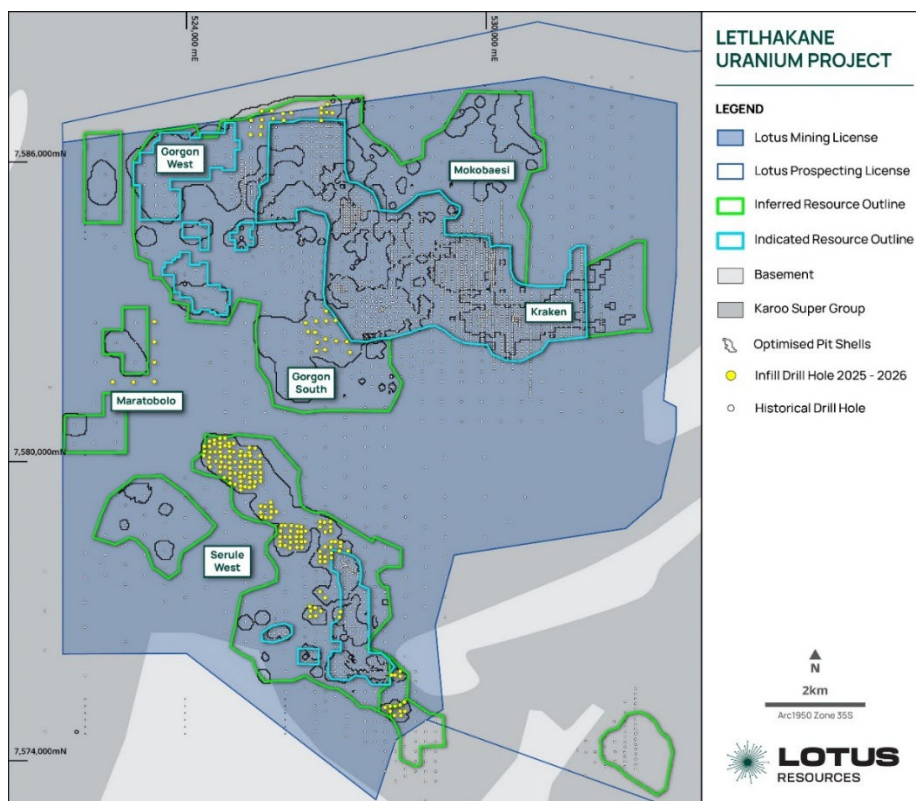 524,000 mE
530,000 mE
7,586,000mN
7,580,000mN
7,574,000mN
Gorgon
West
Mokobaesi
Kraken
Gorgon
South
Maratobolo
Serule
West
LETLHAKANE
URANIUM PROJECT
LEGEND
Lotus Mining License
Lotus Prospecting License
Inferred Resource Outline
Indicated Resource Outline
Basement
Karoo Super Group
Optimised Pit Shells
Infill Drill Hole 2025 - 2026
Historical Drill Hole
N
2km
Arc1950 Zone 35S
LOTUS
RESOURCES